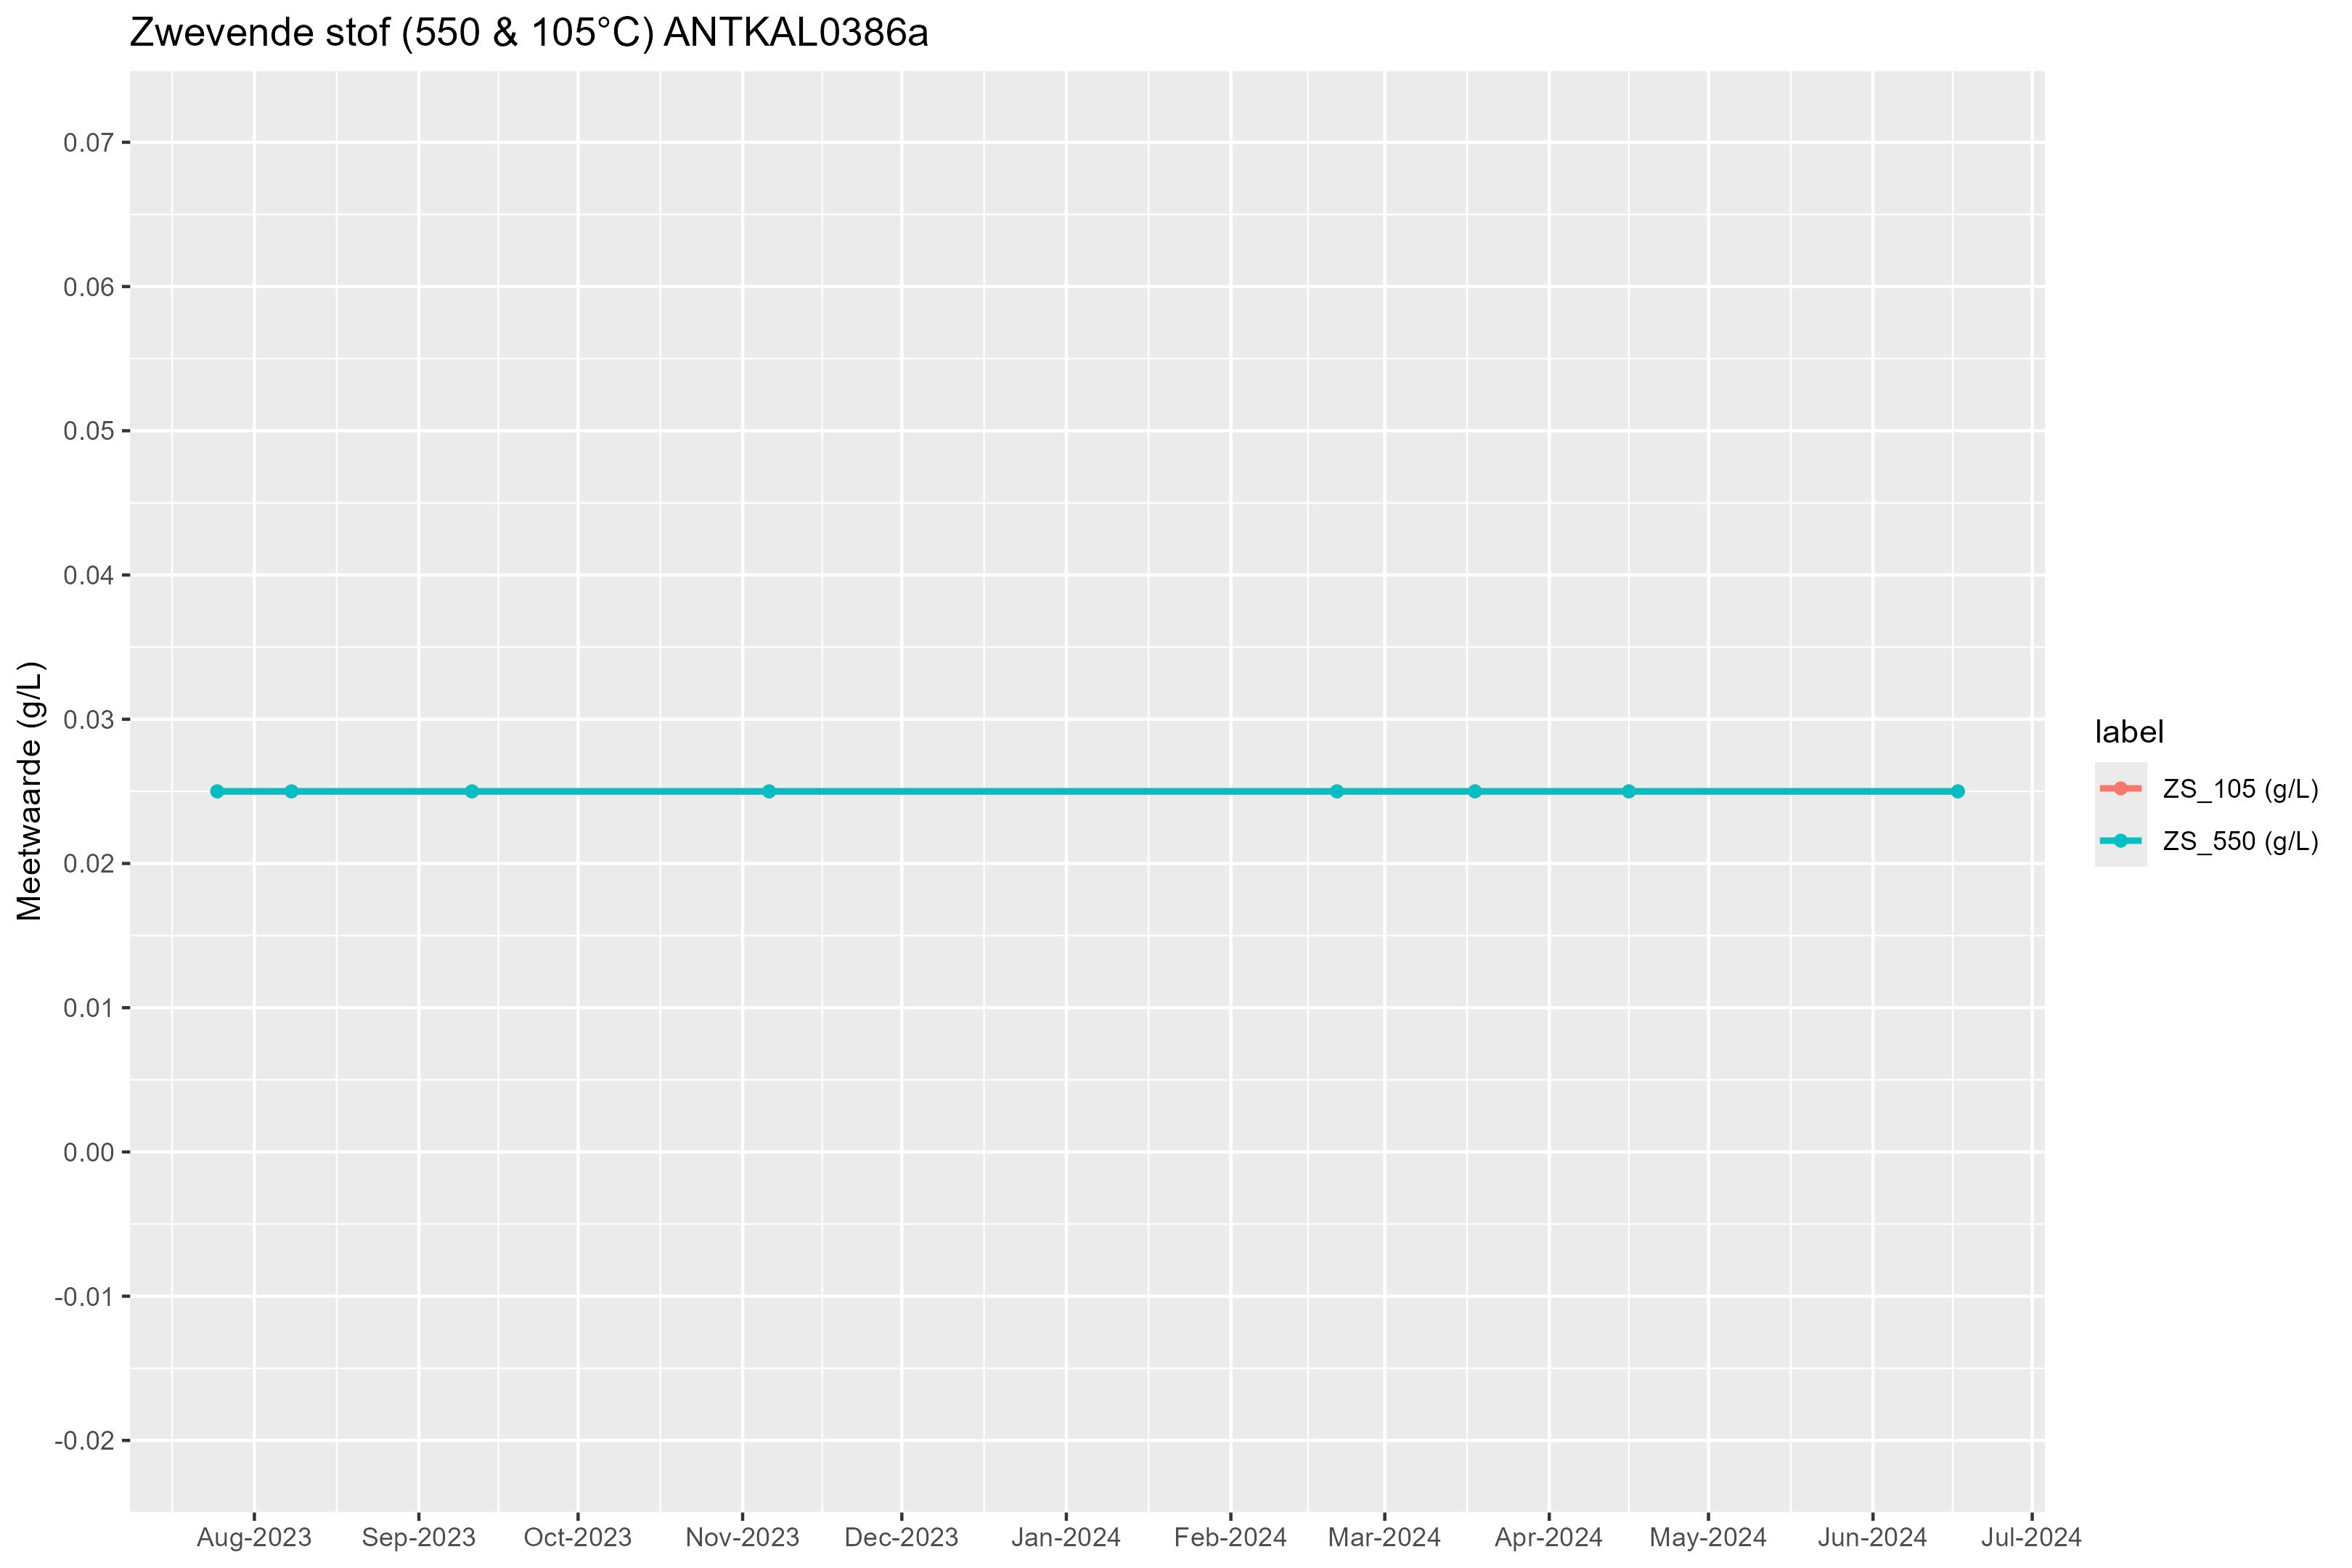 Zwevende stof (550 & 105°C) ANTKAL0386a
Meetwaarde (g/L)
0.07
0.06
0.05
0.04
0.03
0.02
0.01
0.00
-0.01
-0.02
Aug-2023 Sep-2023 Oct-2023 Nov-2023 Dec-2023 Jan-2024 Feb-2024 Mar-2024 Apr-2024 May-2024 Jun-2024 Jul-2024
label
ZS_105 (g/L)
ZS_550 (g/L)